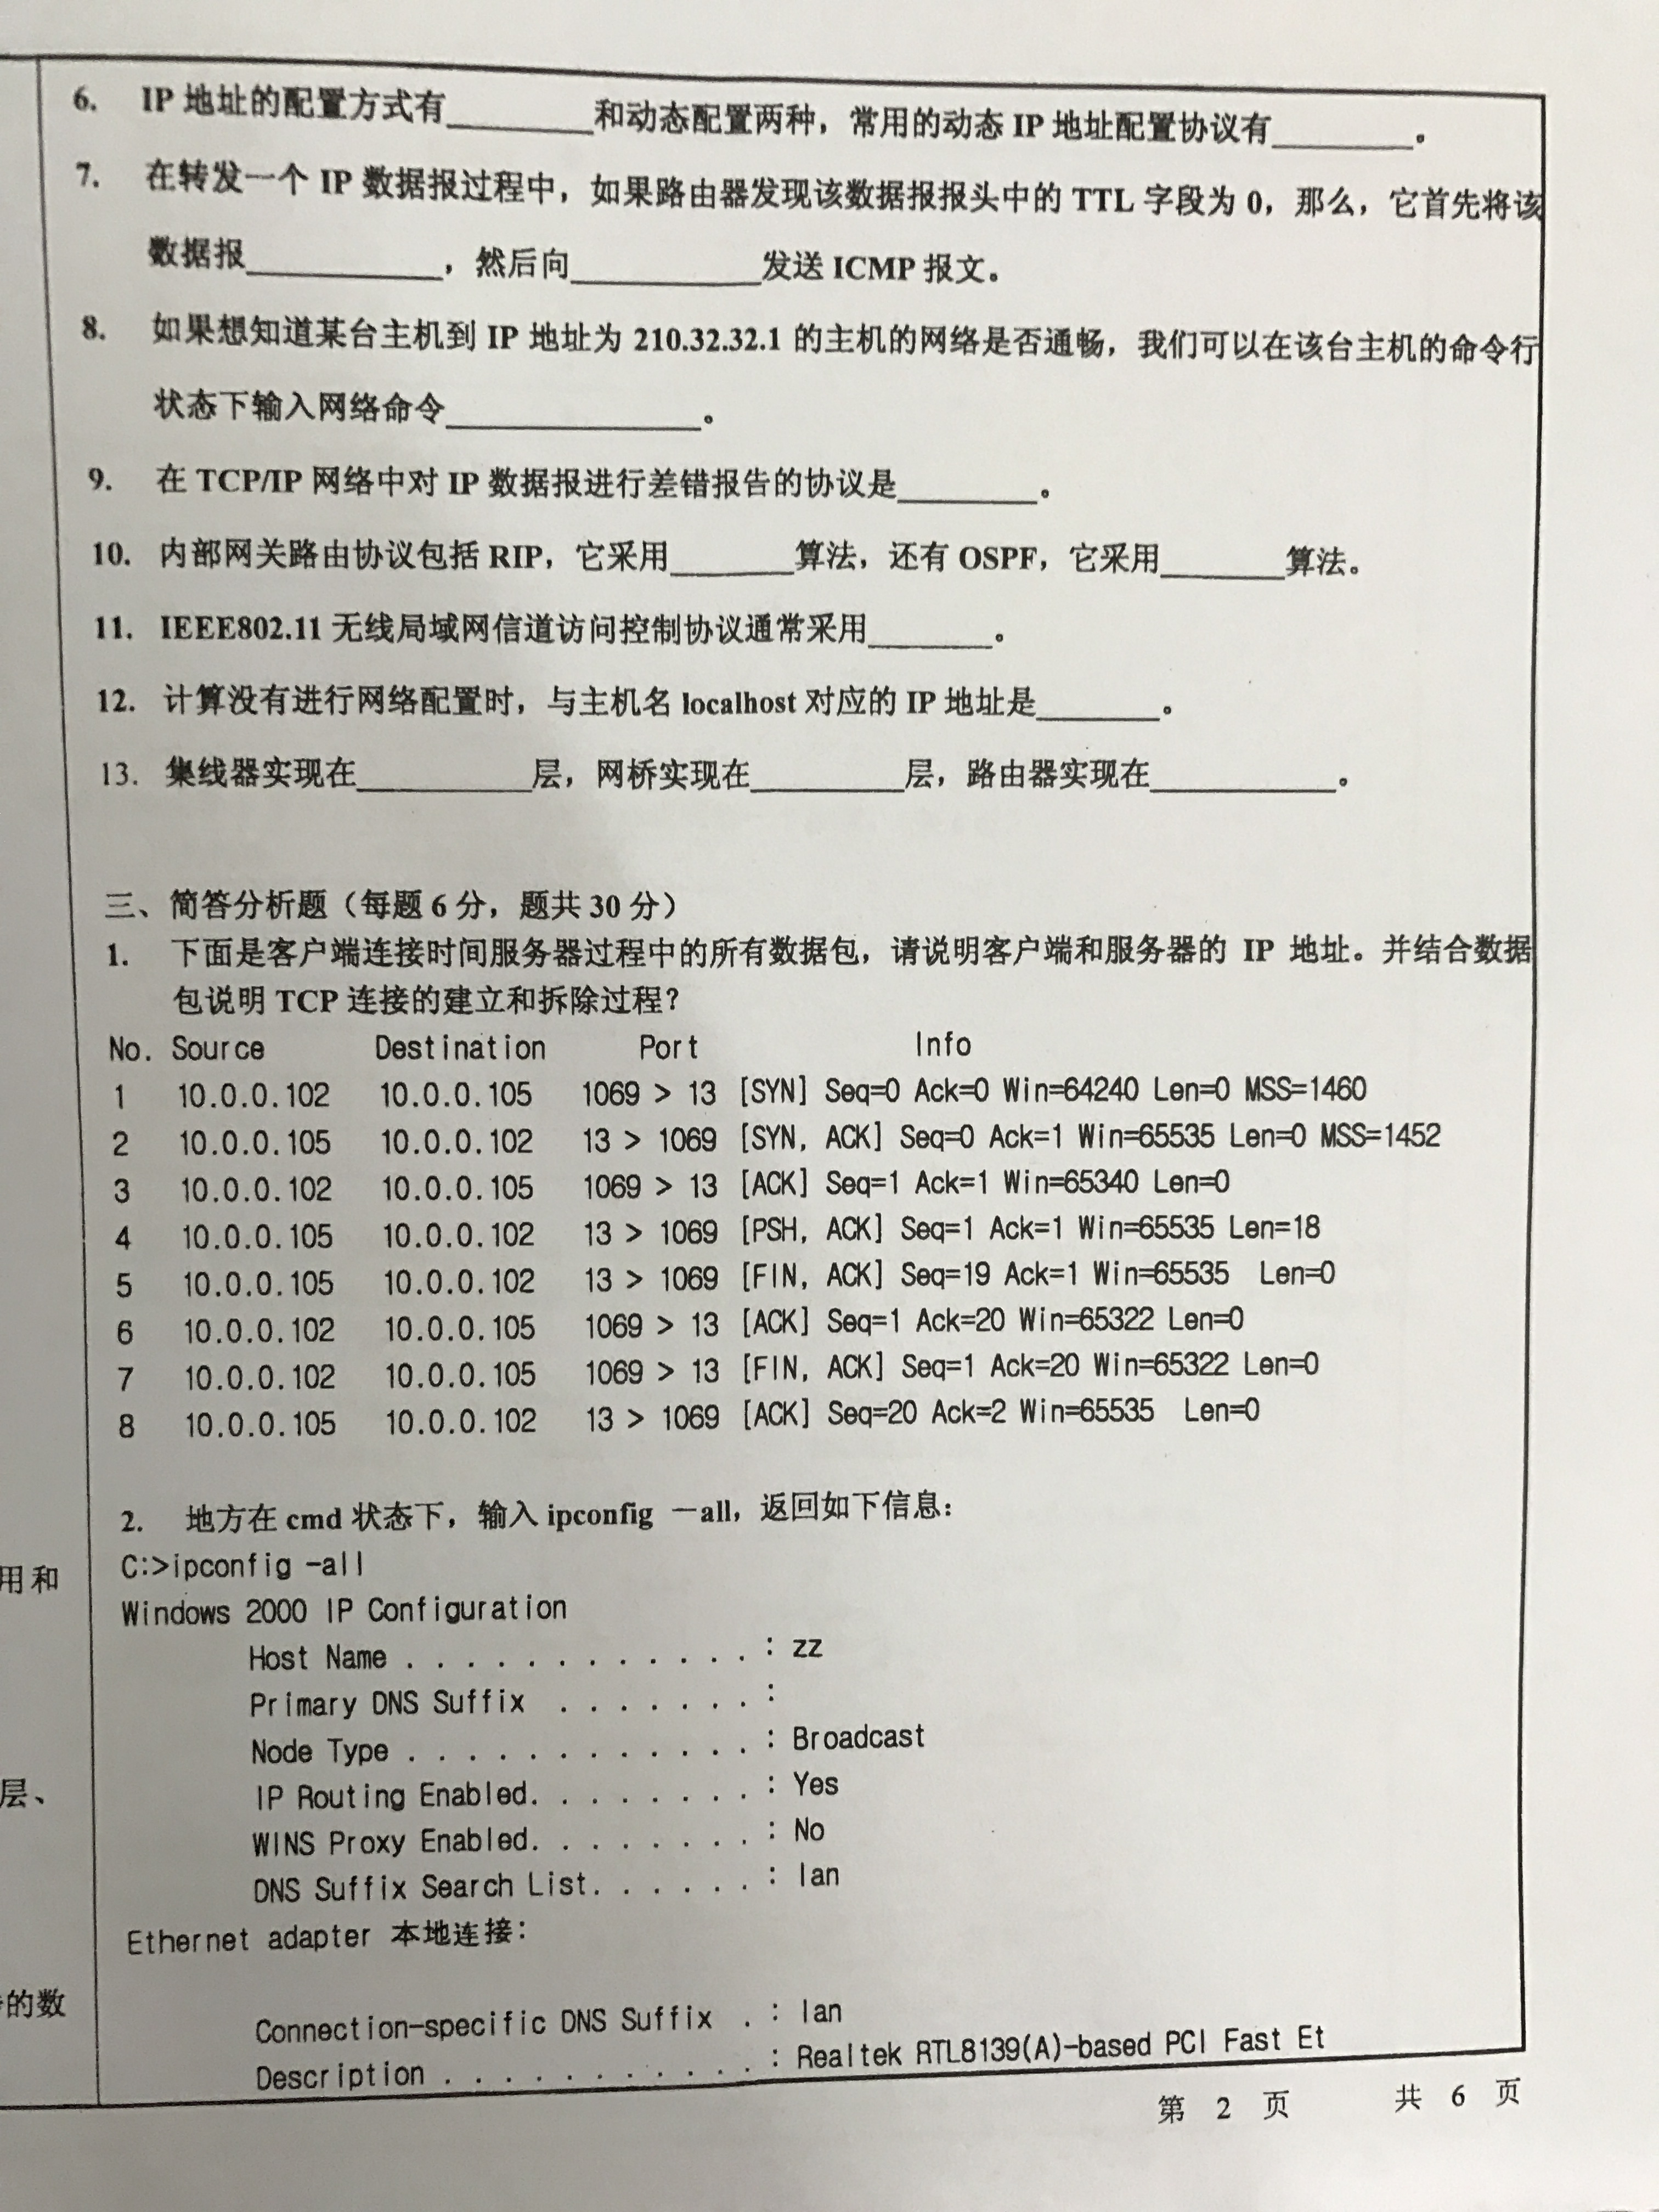 6. IP 地址的配置方式有________和动态配置两种，常用的动态 IP 地址配置协议有________。
7. 在转发一个 IP 数据报过程中，如果路由器发现该数据报报头中的 TTL 字段为 0，那么，它首先将该
数据报___________，然后向___________发送 ICMP 报文。
8. 如果想知道某台主机到 IP 地址为 210.32.32.1 的主机的网络是否通畅，我们可以在该台主机的命令行
状态下输入网络命令______________。
9. 在 TCP/IP 网络中对 IP 数据报进行差错报告的协议是________。
10. 内部网关路由协议包括 RIP，它采用_______算法，还有 OSPF，它采用_______算法。
11. IEEE802.11 无线局域网信道访问控制协议通常采用_______。
12. 计算没有进行网络配置时，与主机名 localhost 对应的 IP 地址是_______。
13. 集线器实现在__________层，网桥实现在_________层，路由器实现在__________。
三、简答分析题（每题 6 分，题共 30 分）
1. 下面是客户端连接时间服务器过程中的所有数据包，请说明客户端和服务器的 IP 地址。并结合数据
包说明 TCP 连接的建立和拆除过程？
No. Source Destination Port Info
1 10.0.0.102 10.0.0.105 1069 > 13 [SYN] Seq=0 Ack=0 Win=64240 Len=0 MSS=1460
2 10.0.0.105 10.0.0.102 13 > 1069 [SYN, ACK] Seq=0 Ack=1 Win=65535 Len=0 MSS=1452
3 10.0.0.102 10.0.0.105 1069 > 13 [ACK] Seq=1 Ack=1 Win=65340 Len=0
4 10.0.0.105 10.0.0.102 13 > 1069 [PSH, ACK] Seq=1 Ack=1 Win=65535 Len=18
5 10.0.0.105 10.0.0.102 13 > 1069 [FIN, ACK] Seq=19 Ack=1 Win=65535 Len=0
6 10.0.0.102 10.0.0.105 1069 > 13 [ACK] Seq=1 Ack=20 Win=65322 Len=0
7 10.0.0.102 10.0.0.105 1069 > 13 [FIN, ACK] Seq=1 Ack=20 Win=65322 Len=0
8 10.0.0.105 10.0.0.102 13 > 1069 [ACK] Seq=20 Ack=2 Win=65535 Len=0
2. 地方在 cmd 状态下，输入 ipconfig －all，返回如下信息：
C:>ipconfig -all
Windows 2000 IP Configuration
Host Name . . . . . . . . . . . . : zz
Primary DNS Suffix . . . . . . . :
Node Type . . . . . . . . . . . . : Broadcast
IP Routing Enabled. . . . . . . . : Yes
WINS Proxy Enabled. . . . . . . . : No
DNS Suffix Search List. . . . . . : lan
Ethernet adapter 本地连接：
Connection-specific DNS Suffix . : lan
Description . . . . . . . . . . . : Realtek RTL8139(A)-based PCI Fast Et
第 2 页 共 6 页
用和
层、
的数